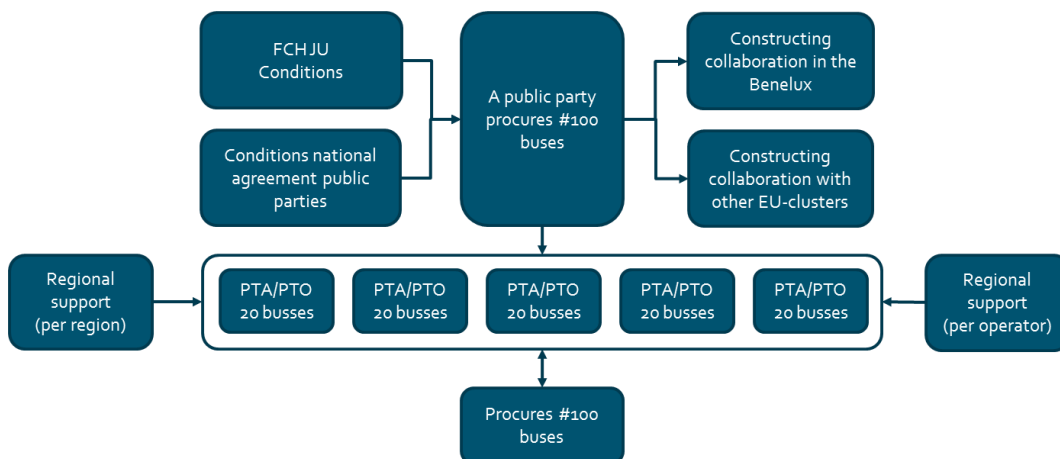 FCH JU
Conditions
Conditions national
agreement public
parties
A public party
procures #100
buses
Constructing
collaboration in the
Benelux
Constructing
collaboration with
other EU-clusters
Regional
support
(per region)
PTA/PTO
20 busses
PTA/PTO
20 busses
PTA/PTO
20 busses
PTA/PTO
20 busses
PTA/PTO
20 busses
Regional
support
(per operator)
Procures #100
buses